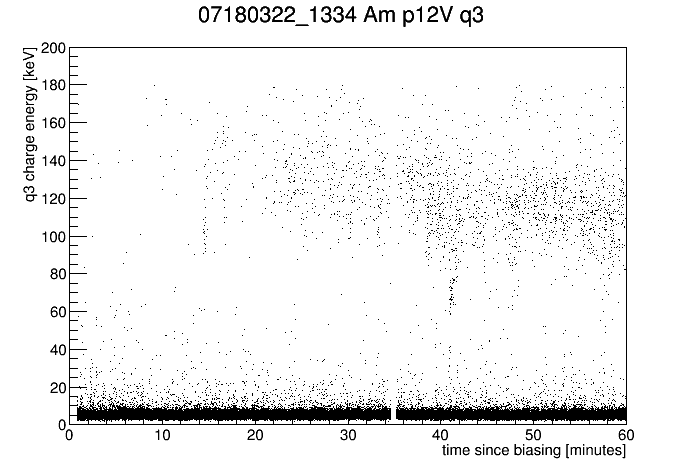 07180322_1334 Am p12V q3
q3 charge energy [keV]
200
180
160
140
120
100
80
60
40
20
0
0 10 20 30 40 50 60
time since biasing [minutes]